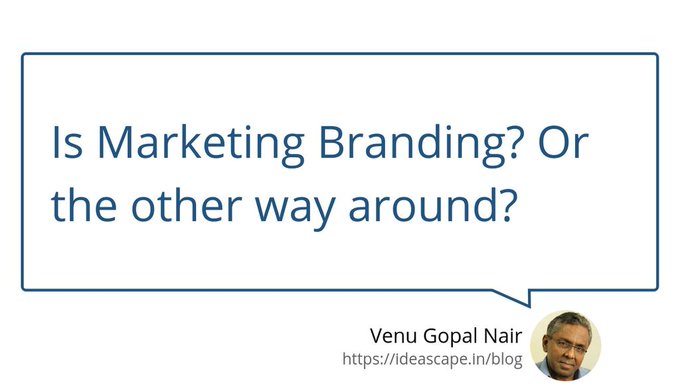 Is Marketing Branding? Or
the other way around?
Venu Gopal Nair
https://ideascape.in/blog